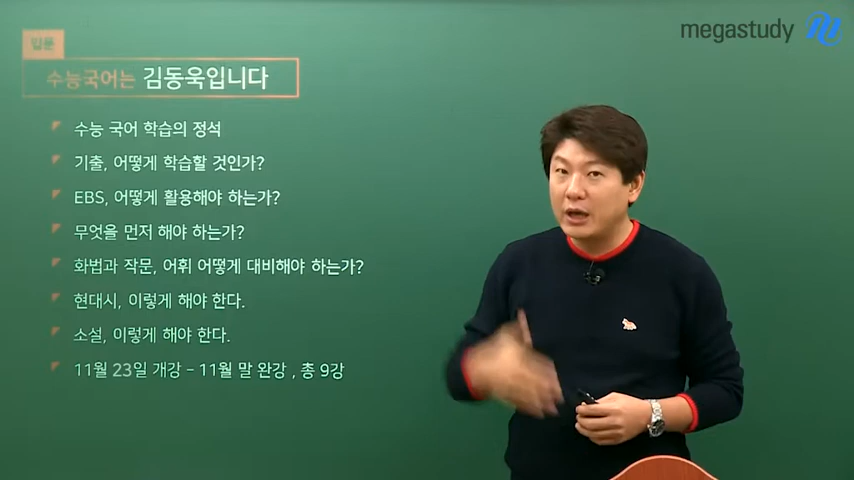 megastudy
입문
수능국어는 김동욱입니다
수능 국어 학습의 정석
기출, 어떻게 학습할 것인가?
EBS, 어떻게 활용해야 하는가?
무엇을 먼저 해야 하는가?
화법과 작문, 어휘 어떻게 대비해야 하는가?
현대시, 이렇게 해야 한다.
소설, 이렇게 해야 한다.
11월 23일 개강 – 11월 말 완강 , 총 9강